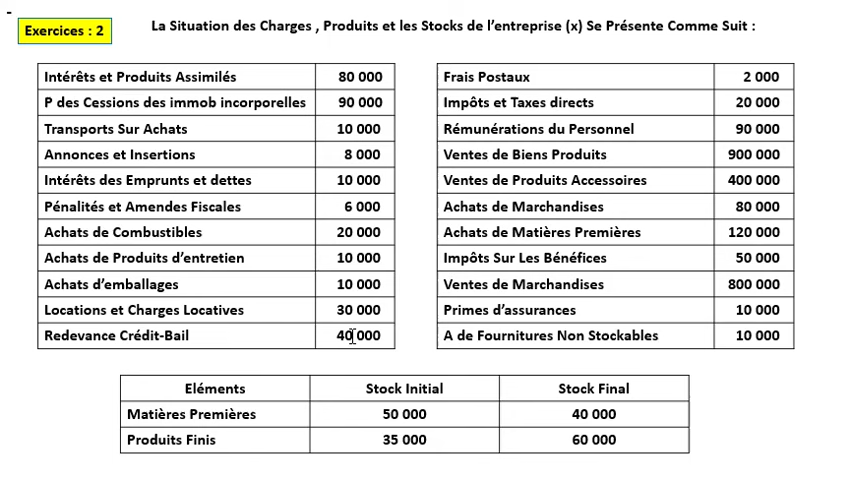 -
Exercices : 2
La Situation des Charges , Produits et les Stocks de l'entreprise (x) Se Présente Comme Suit :
Intérêts et Produits Assimilés 80 000
P des Cessions des immob incorporelles 90 000
Transports Sur Achats 10 000
Annonces et Insertions 8 000
Intérêts des Emprunts et dettes 10 000
Pénalités et Amendes Fiscales 6 000
Achats de Combustibles 20 000
Achats de Produits d'entretien 10 000
Achats d'emballages 10 000
Locations et Charges Locatives 30 000
Redevance Crédit-Bail 40 000
Frais Postaux 2 000
Impôts et Taxes directs 20 000
Rémunérations du Personnel 90 000
Ventes de Biens Produits 900 000
Ventes de Produits Accessoires 400 000
Achats de Marchandises 80 000
Achats de Matières Premières 120 000
Impôts Sur Les Bénéfices 50 000
Ventes de Marchandises 800 000
Primes d'assurances 10 000
A de Fournitures Non Stockables 10 000
Eléments Stock Initial Stock Final
Matières Premières 50 000 40 000
Produits Finis 35 000 60 000